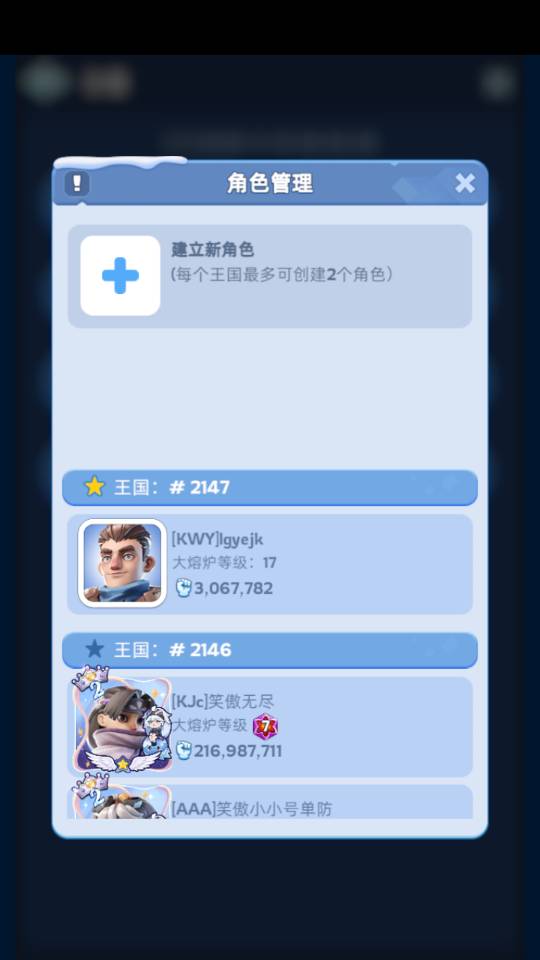 角色管理
建立新角色
(每个王国最多可创建2个角色）
王国：# 2147
[KWY]lgyejk
大熔炉等级：17
3,067,782
王国：# 2146
2
[KJc]笑傲无尽
大熔炉等级 7
216,987,711
2
[AAA]笑傲小小号单防